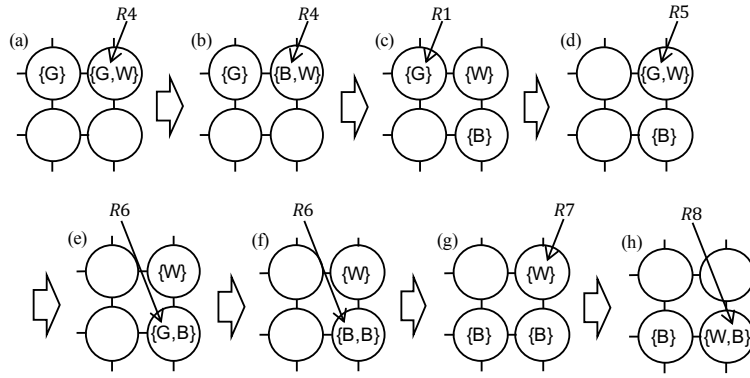 R4 R4 R1 R5
(a) (b) (c) (d)
{G} {G,W} {G} {B,W} {G} {W} {G,W}
{B} {B}
R6 R6 R7 R8
(e) (f) (g) (h)
{W} {W} {W}
{G,B} {B,B} {B} {B} {B} {W,B}